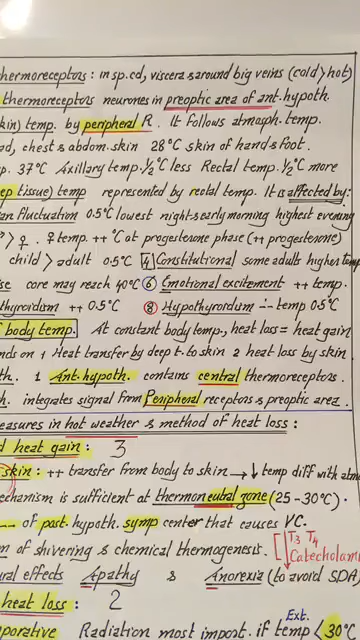 thermoreceptors: in sp.cd, viscera & around big veins (cold > hot)
thermoreceptors neurones in preoptic area of ant. hypoth.
kin) temp. by peripheral R. It follows atmosph. temp.
ad, chest & abdom. skin 28°C skin of hand & foot.
p. 37°C Axillary temp. ½°C less Rectal temp. ½°C more
ep tissue) temp represented by rectal temp. It is affected by:
an fluctuation 0.5°C lowest night & early morning highest evening
♂ > ♀. ♀ temp. ++ °C at progesterone phase (++ progesterone)
child > adult 0.5°C 4 Constitutional some adults higher temp
ise core may reach 40°C 6 Emotional excitement ++ temp.
thyroidism ++ 0.5°C 8 Hypothyrordism ∴ temp 0.5°C
f body temp. At constant body temp, heat loss = heat gain
nds on 1 Heat transfer by deep t. to skin 2 heat loss by skin
th. 1 Ant. hypoth. contains central thermoreceptors.
h. integrates signal from Peripheral receptors & preoptic area.
easures in hot weather & method of heat loss:
d heat gain: 3
skin: ++ transfer from body to skin → ↓ temp diff with atmo
echanism is sufficient at thermoneutral zone (25 - 30°C)
--- of post. hypoth. symp center that causes VC.
m of shivering & chemical thermogenesis. T3 T4
Catecholami
ural effects Apathy & Anorexia (to avoid SDA
heat loss: 2
Ext.
porative Radiation most import. if temp < 30°C